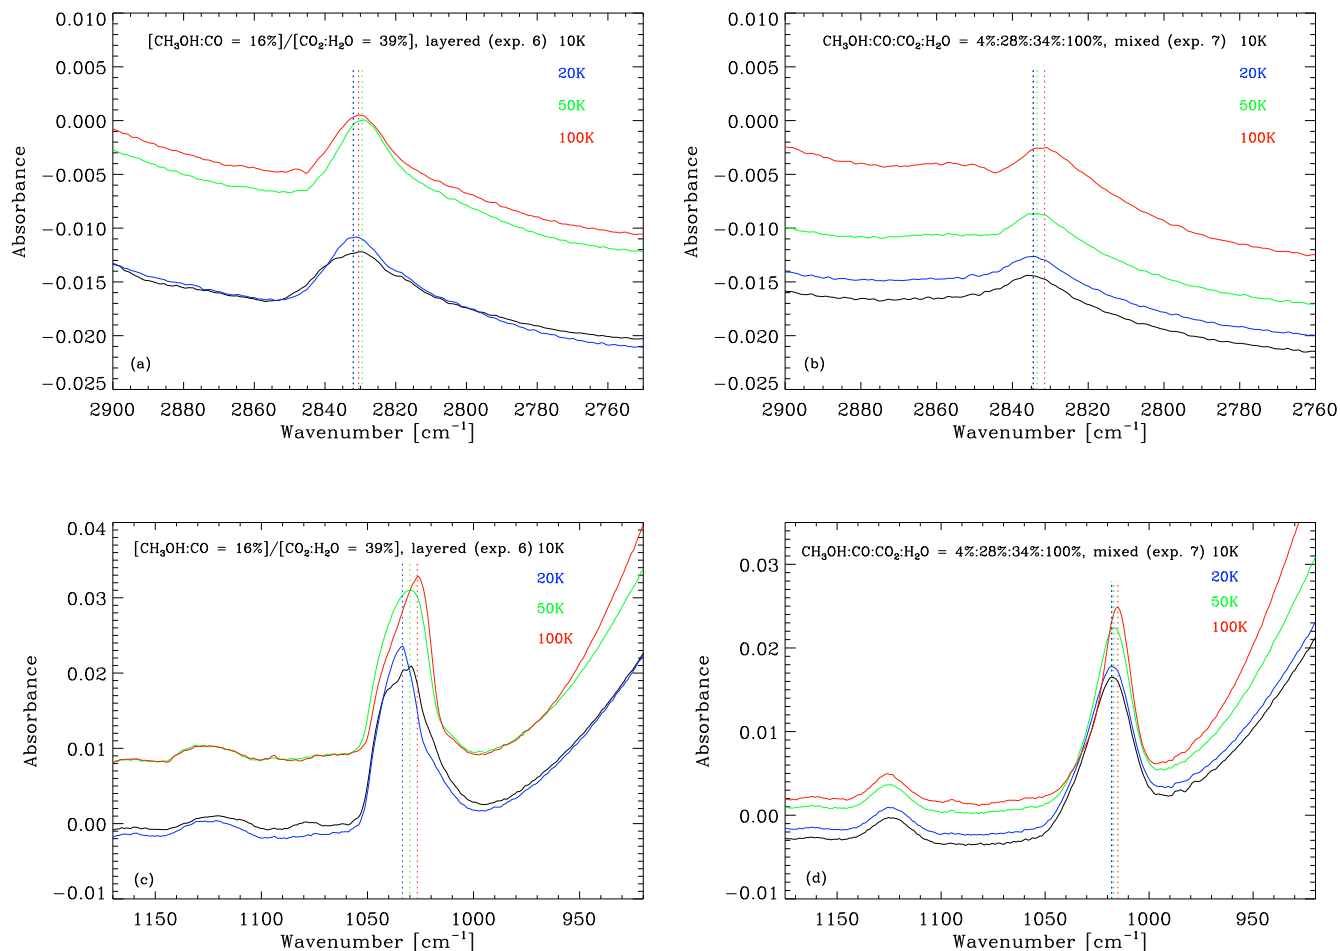 [CH₃OH:CO = 16%]/[CO₂:H₂O = 39%], layered (exp. 6) 10K
20K
50K
100K
0.010
0.005
0.000
−0.005
−0.010
−0.015
−0.020
−0.025
Absorbance
(a)
2900 2880 2860 2840 2820 2800 2780 2760
Wavenumber [cm⁻¹]
CH₃OH:CO:CO₂:H₂O = 4%:28%:34%:100%, mixed (exp. 7) 10K
20K
50K
100K
0.010
0.005
0.000
−0.005
−0.010
−0.015
−0.020
−0.025
Absorbance
(b)
2900 2880 2860 2840 2820 2800 2780 2760
Wavenumber [cm⁻¹]
[CH₃OH:CO = 16%]/[CO₂:H₂O = 39%], layered (exp. 6) 10K
20K
50K
100K
0.04
0.03
0.02
0.01
0.00
−0.01
Absorbance
(c)
1150 1100 1050 1000 950
Wavenumber [cm⁻¹]
CH₃OH:CO:CO₂:H₂O = 4%:28%:34%:100%, mixed (exp. 7) 10K
20K
50K
100K
0.03
0.02
0.01
0.00
−0.01
Absorbance
(d)
1150 1100 1050 1000 950
Wavenumber [cm⁻¹]